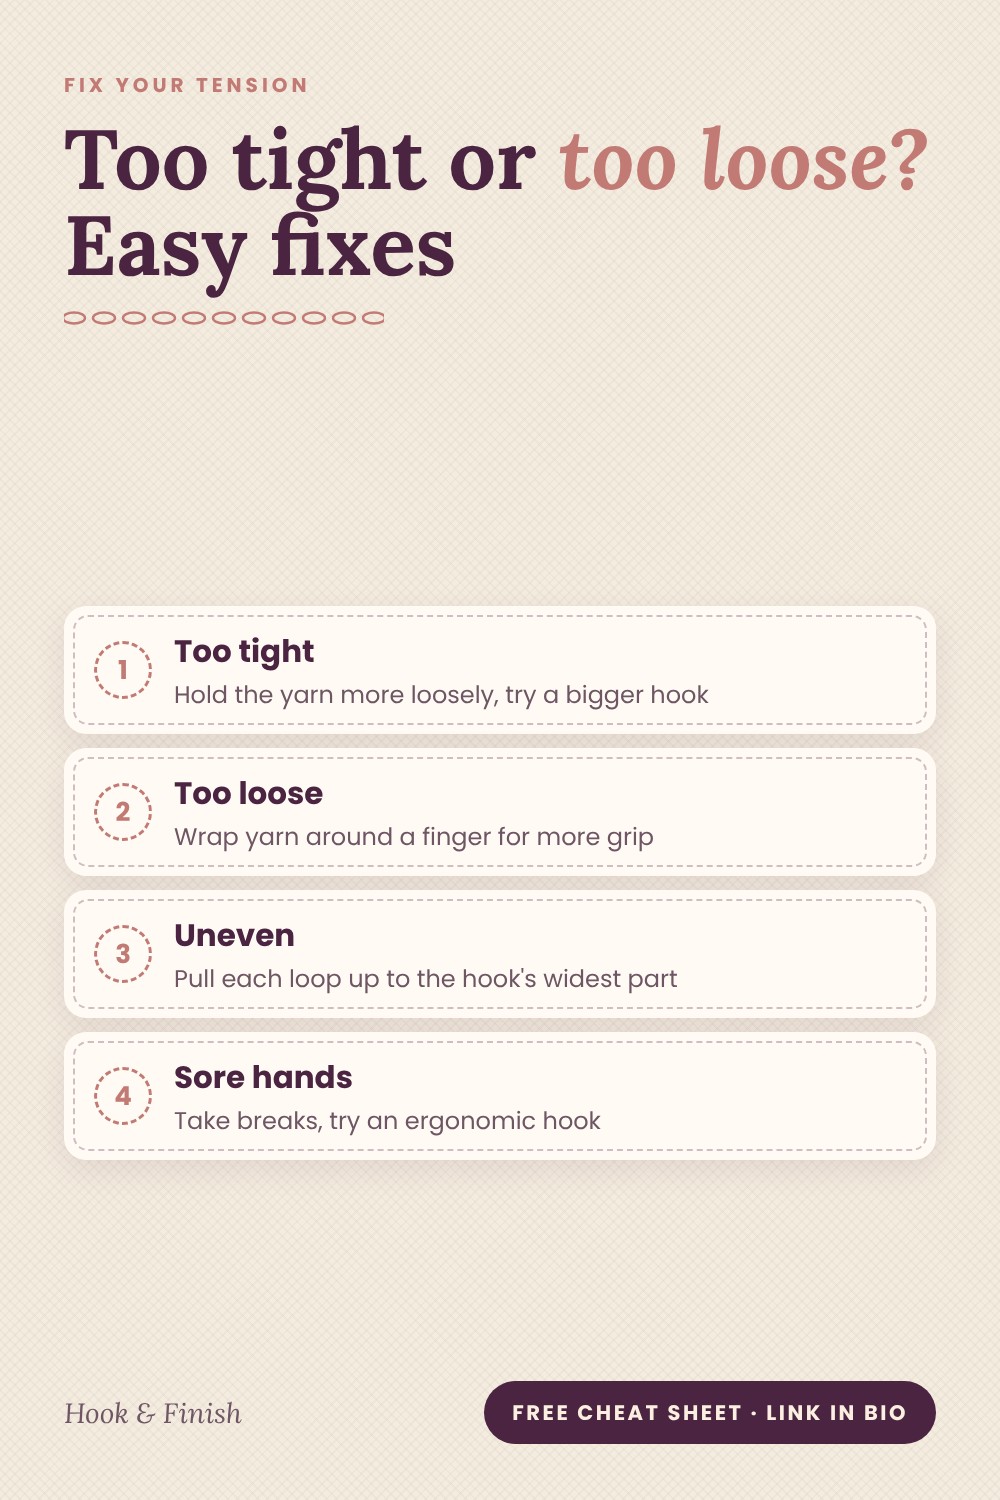 FIX YOUR TENSION
Too tight or too loose?
Easy fixes
1
Too tight
Hold the yarn more loosely, try a bigger hook
2
Too loose
Wrap yarn around a finger for more grip
3
Uneven
Pull each loop up to the hook's widest part
4
Sore hands
Take breaks, try an ergonomic hook
Hook & Finish
FREE CHEAT SHEET · LINK IN BIO